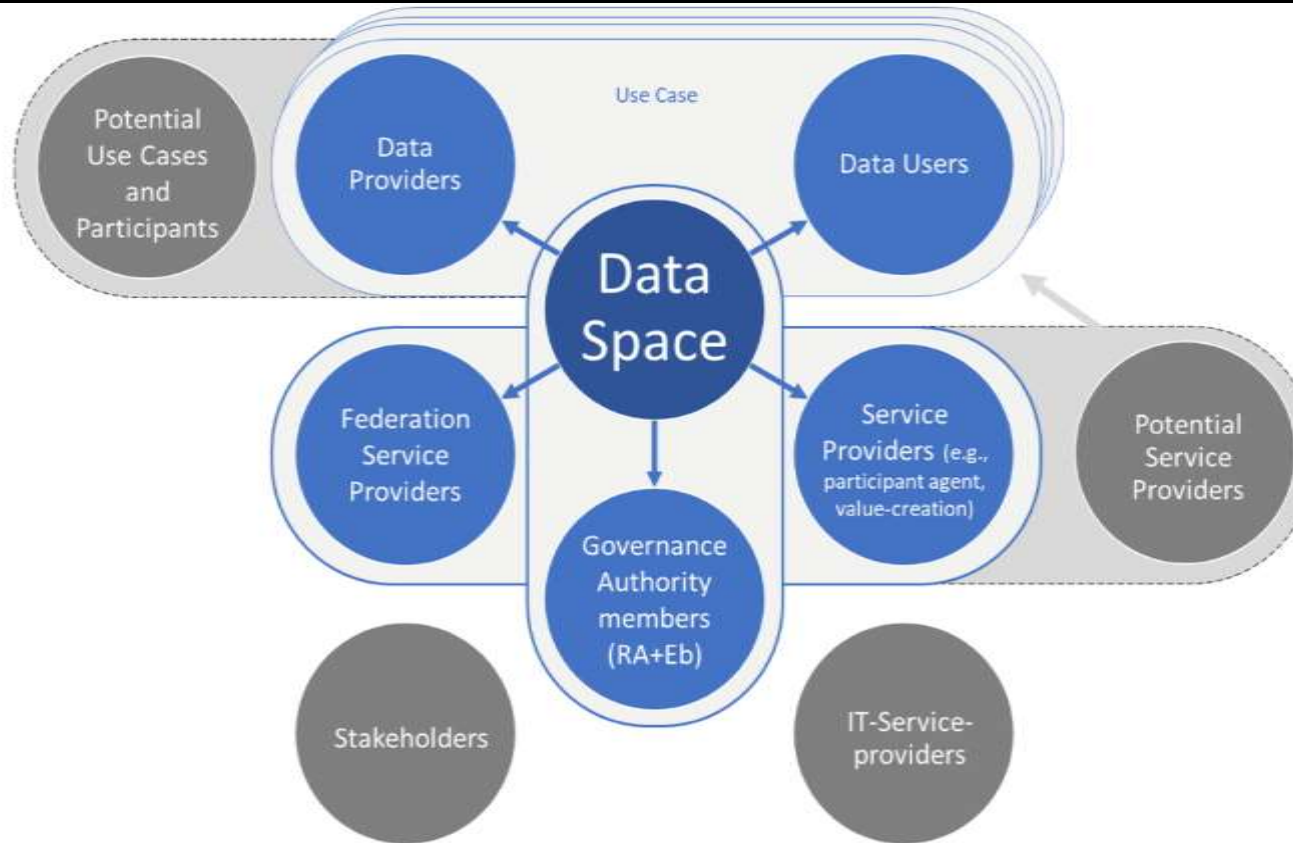 Use Case
Potential
Use Cases
and
Participants
Data
Providers
Data Users
Data
Space
Federation
Service
Providers
Service
Providers (e.g.,
participant agent,
value-creation)
Potential
Service
Providers
Governance
Authority
members
(RA+Eb)
Stakeholders
IT-Service-
providers